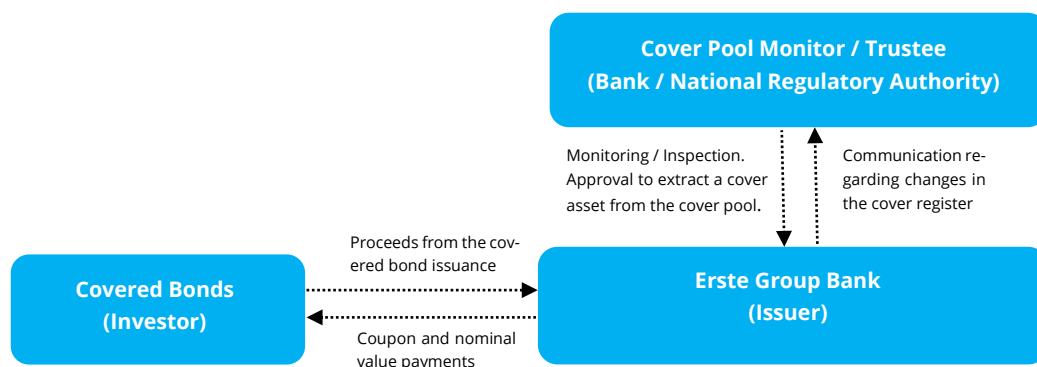 Cover Pool Monitor / Trustee
(Bank / National Regulatory Authority)
Monitoring / Inspection.
Approval to extract a cover
asset from the cover pool.
Communication re-
garding changes in
the cover register
Proceeds from the cov-
ered bond issuance
Covered Bonds
(Investor)
Erste Group Bank
(Issuer)
Coupon and nominal
value payments